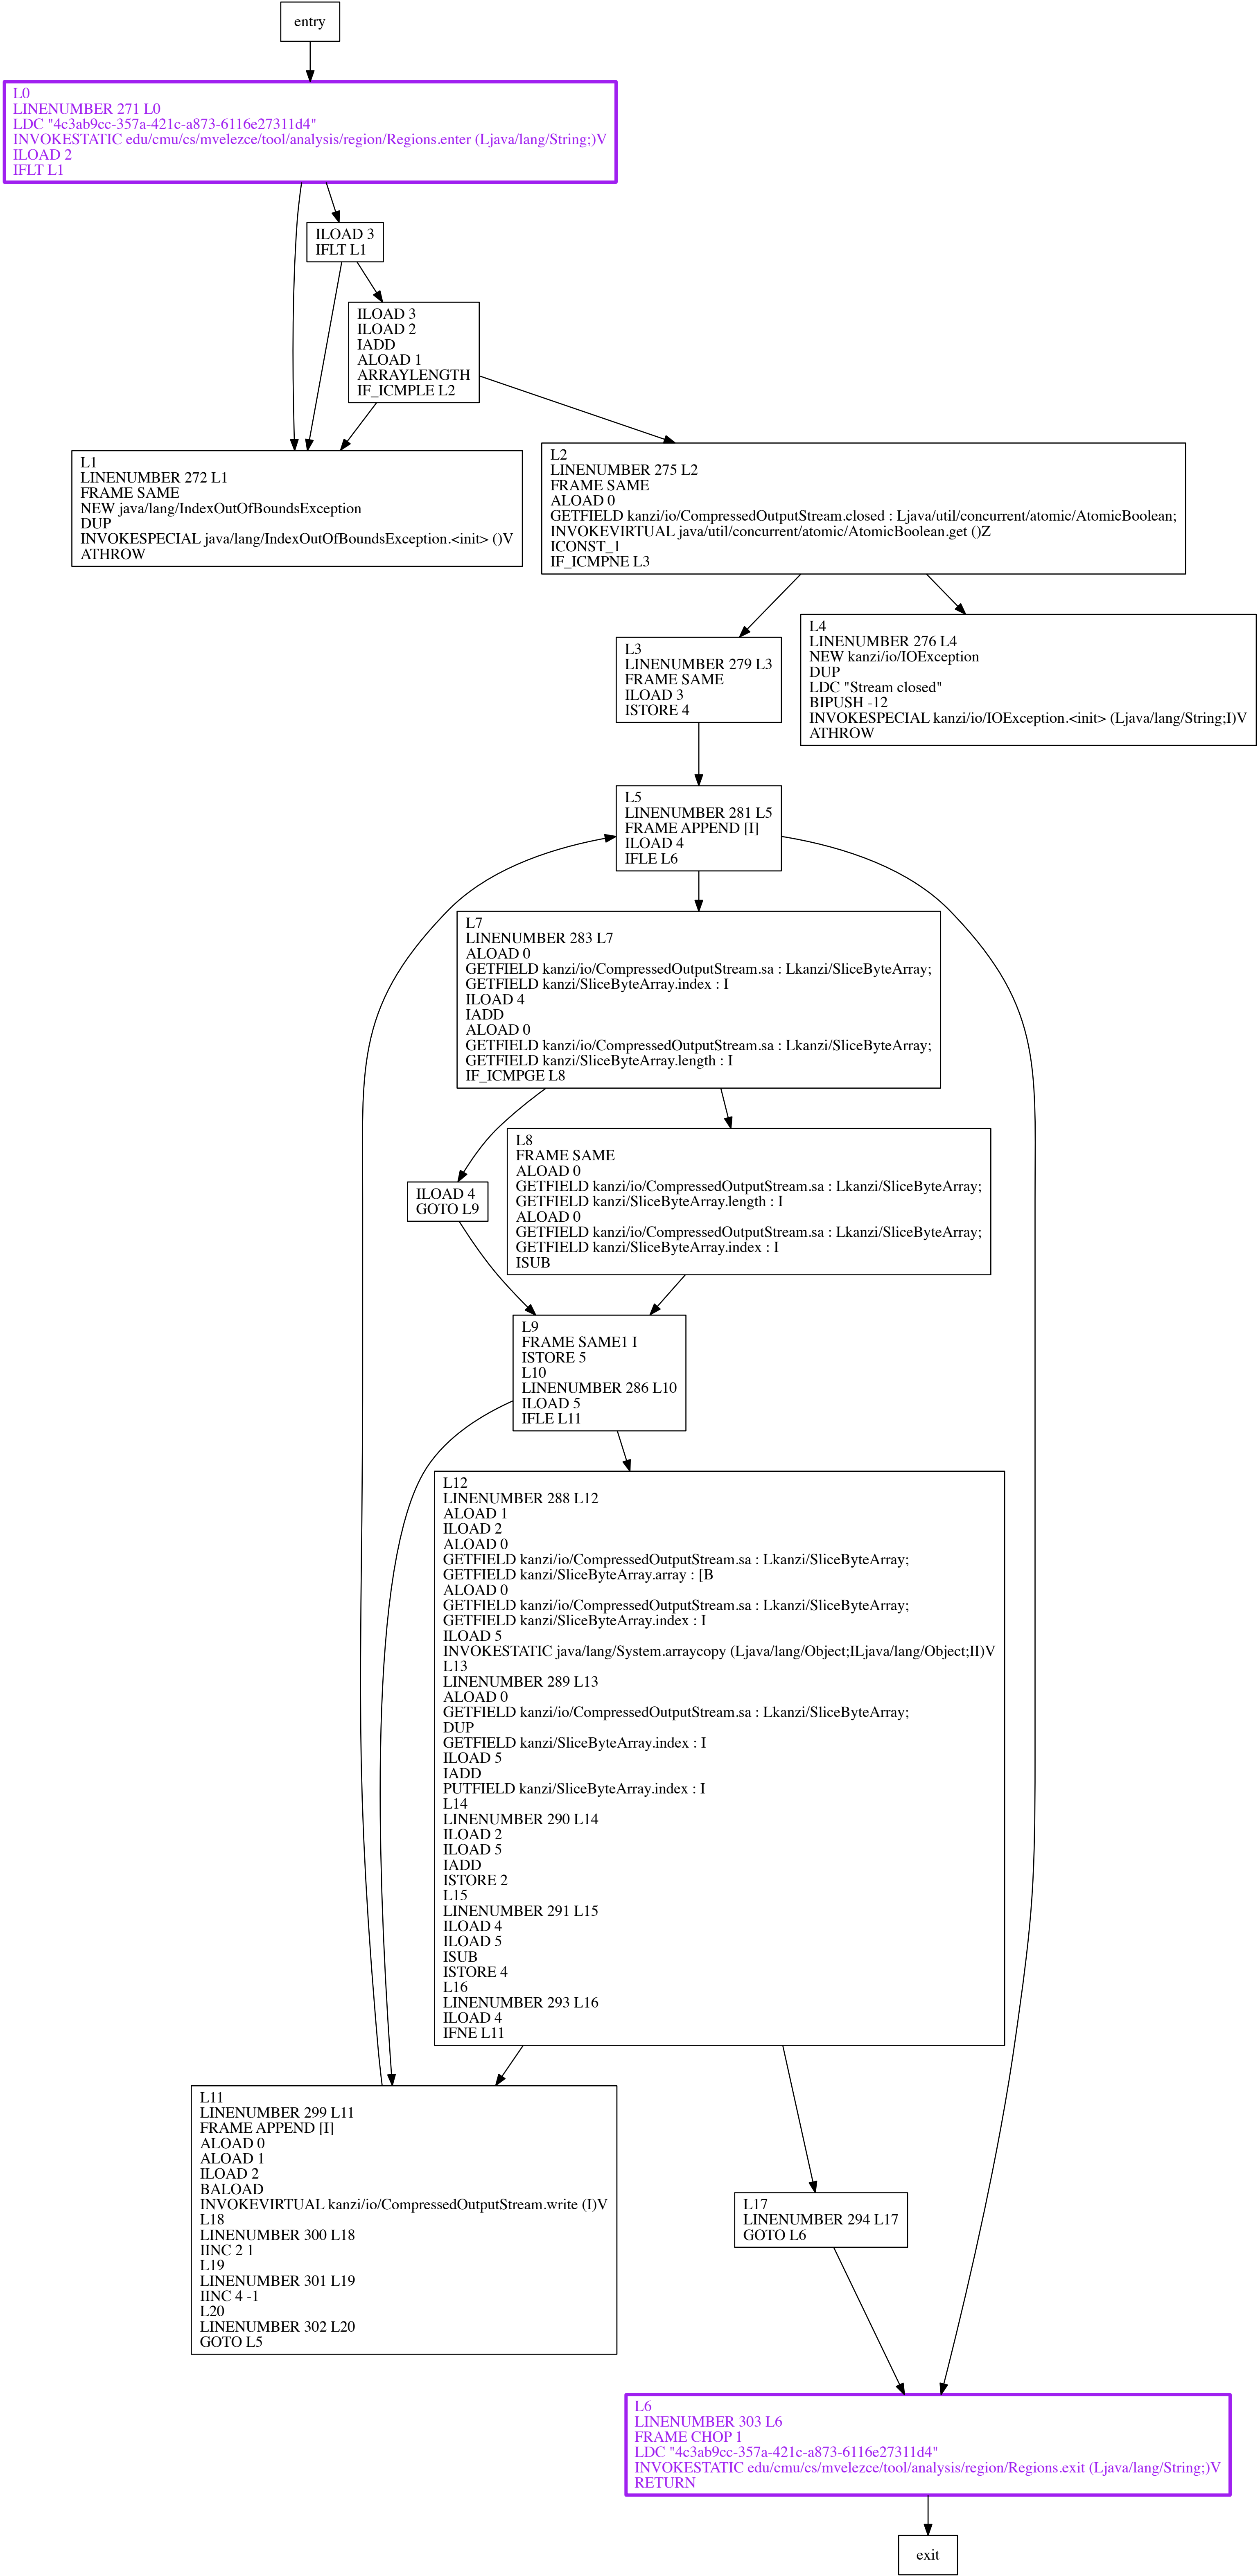 entry
L0
LINENUMBER 271 L0
LDC "4c3ab9cc-357a-421c-a873-6116e27311d4"
INVOKESTATIC edu/cmu/cs/mvelezce/tool/analysis/region/Regions.enter (Ljava/lang/String;)V
ILOAD 2
IFLT L1
ILOAD 3
IFLT L1
ILOAD 3
ILOAD 2
IADD
ALOAD 1
ARRAYLENGTH
IF_ICMPLE L2
L1
LINENUMBER 272 L1
FRAME SAME
NEW java/lang/IndexOutOfBoundsException
DUP
INVOKESPECIAL java/lang/IndexOutOfBoundsException.<init> ()V
ATHROW
L2
LINENUMBER 275 L2
FRAME SAME
ALOAD 0
GETFIELD kanzi/io/CompressedOutputStream.closed : Ljava/util/concurrent/atomic/AtomicBoolean;
INVOKEVIRTUAL java/util/concurrent/atomic/AtomicBoolean.get ()Z
ICONST_1
IF_ICMPNE L3
L3
LINENUMBER 279 L3
FRAME SAME
ILOAD 3
ISTORE 4
L4
LINENUMBER 276 L4
NEW kanzi/io/IOException
DUP
LDC "Stream closed"
BIPUSH -12
INVOKESPECIAL kanzi/io/IOException.<init> (Ljava/lang/String;I)V
ATHROW
L5
LINENUMBER 281 L5
FRAME APPEND [I]
ILOAD 4
IFLE L6
L7
LINENUMBER 283 L7
ALOAD 0
GETFIELD kanzi/io/CompressedOutputStream.sa : Lkanzi/SliceByteArray;
GETFIELD kanzi/SliceByteArray.index : I
ILOAD 4
IADD
ALOAD 0
GETFIELD kanzi/io/CompressedOutputStream.sa : Lkanzi/SliceByteArray;
GETFIELD kanzi/SliceByteArray.length : I
IF_ICMPGE L8
ILOAD 4
GOTO L9
L8
FRAME SAME
ALOAD 0
GETFIELD kanzi/io/CompressedOutputStream.sa : Lkanzi/SliceByteArray;
GETFIELD kanzi/SliceByteArray.length : I
ALOAD 0
GETFIELD kanzi/io/CompressedOutputStream.sa : Lkanzi/SliceByteArray;
GETFIELD kanzi/SliceByteArray.index : I
ISUB
L9
FRAME SAME1 I
ISTORE 5
L10
LINENUMBER 286 L10
ILOAD 5
IFLE L11
L12
LINENUMBER 288 L12
ALOAD 1
ILOAD 2
ALOAD 0
GETFIELD kanzi/io/CompressedOutputStream.sa : Lkanzi/SliceByteArray;
GETFIELD kanzi/SliceByteArray.array : [B
ALOAD 0
GETFIELD kanzi/io/CompressedOutputStream.sa : Lkanzi/SliceByteArray;
GETFIELD kanzi/SliceByteArray.index : I
ILOAD 5
INVOKESTATIC java/lang/System.arraycopy (Ljava/lang/Object;ILjava/lang/Object;II)V
L13
LINENUMBER 289 L13
ALOAD 0
GETFIELD kanzi/io/CompressedOutputStream.sa : Lkanzi/SliceByteArray;
DUP
GETFIELD kanzi/SliceByteArray.index : I
ILOAD 5
IADD
PUTFIELD kanzi/SliceByteArray.index : I
L14
LINENUMBER 290 L14
ILOAD 2
ILOAD 5
IADD
ISTORE 2
L15
LINENUMBER 291 L15
ILOAD 4
ILOAD 5
ISUB
ISTORE 4
L16
LINENUMBER 293 L16
ILOAD 4
IFNE L11
L11
LINENUMBER 299 L11
FRAME APPEND [I]
ALOAD 0
ALOAD 1
ILOAD 2
BALOAD
INVOKEVIRTUAL kanzi/io/CompressedOutputStream.write (I)V
L18
LINENUMBER 300 L18
IINC 2 1
L19
LINENUMBER 301 L19
IINC 4 -1
L20
LINENUMBER 302 L20
GOTO L5
L17
LINENUMBER 294 L17
GOTO L6
L6
LINENUMBER 303 L6
FRAME CHOP 1
LDC "4c3ab9cc-357a-421c-a873-6116e27311d4"
INVOKESTATIC edu/cmu/cs/mvelezce/tool/analysis/region/Regions.exit (Ljava/lang/String;)V
RETURN
exit